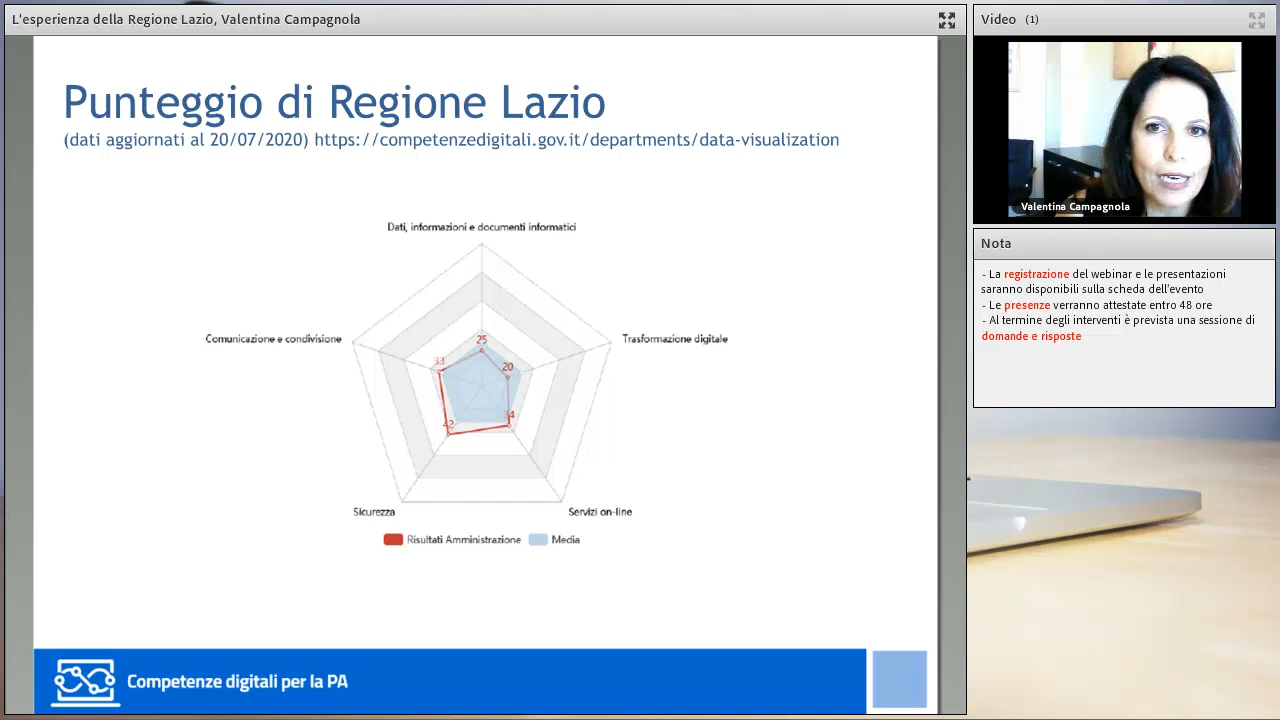 L'esperienza della Regione Lazio, Valentina Campagnola
Punteggio di Regione Lazio
(dati aggiornati al 20/07/2020) https://competenzedigitali.gov.it/departments/data-visualization
Dati, informazioni e documenti informatici
Comunicazione e condivisione
Trasformazione digitale
25
33
20
34
42
Sicurezza
Servizi on-line
Risultati Amministrazione
Media
Competenze digitali per la PA
Video (1)
Valentina Campagnola
Nota
- La registrazione del webinar e le presentazioni
saranno disponibili sulla scheda dell'evento
- Le presenze verranno attestate entro 48 ore
- Al termine degli interventi è prevista una sessione di
domande e risposte